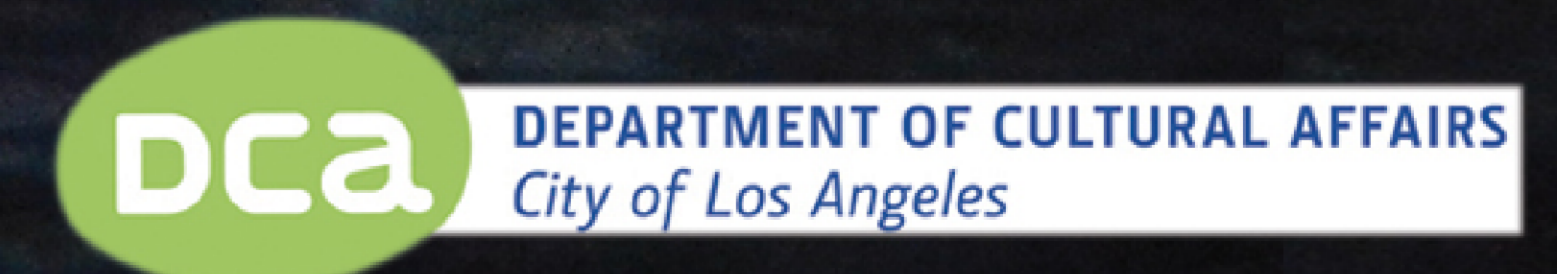 DCa
DEPARTMENT OF CULTURAL AFFAIRS
City of Los Angeles